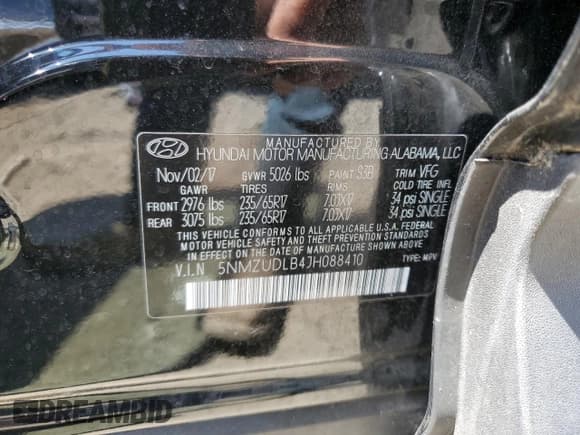 MANUFACTURED BY
HYUNDAI MOTOR MANUFACTURING ALABAMA, LLC
Nov/02/17 GVWR 5026 lbs PAINT S3B TRIM VFG
GAWR TIRES RIMS COLD TIRE INFL
FRONT 2976 lbs 235/65R17 7.0JX17 34 psi SINGLE
REAR 3075 lbs 235/65R17 7.0JX17 34 psi SINGLE
THIS VEHICLE CONFORMS TO ALL APPLICABLE U.S. FEDERAL
MOTOR VEHICLE SAFETY AND THEFT PREVENTION STANDARDS
IN EFFECT ON THE DATE OF MANUFACTURE SHOWN ABOVE.
V.I.N 5NMZUDLB4JH088410 TYPE: MPV
DREAMBID